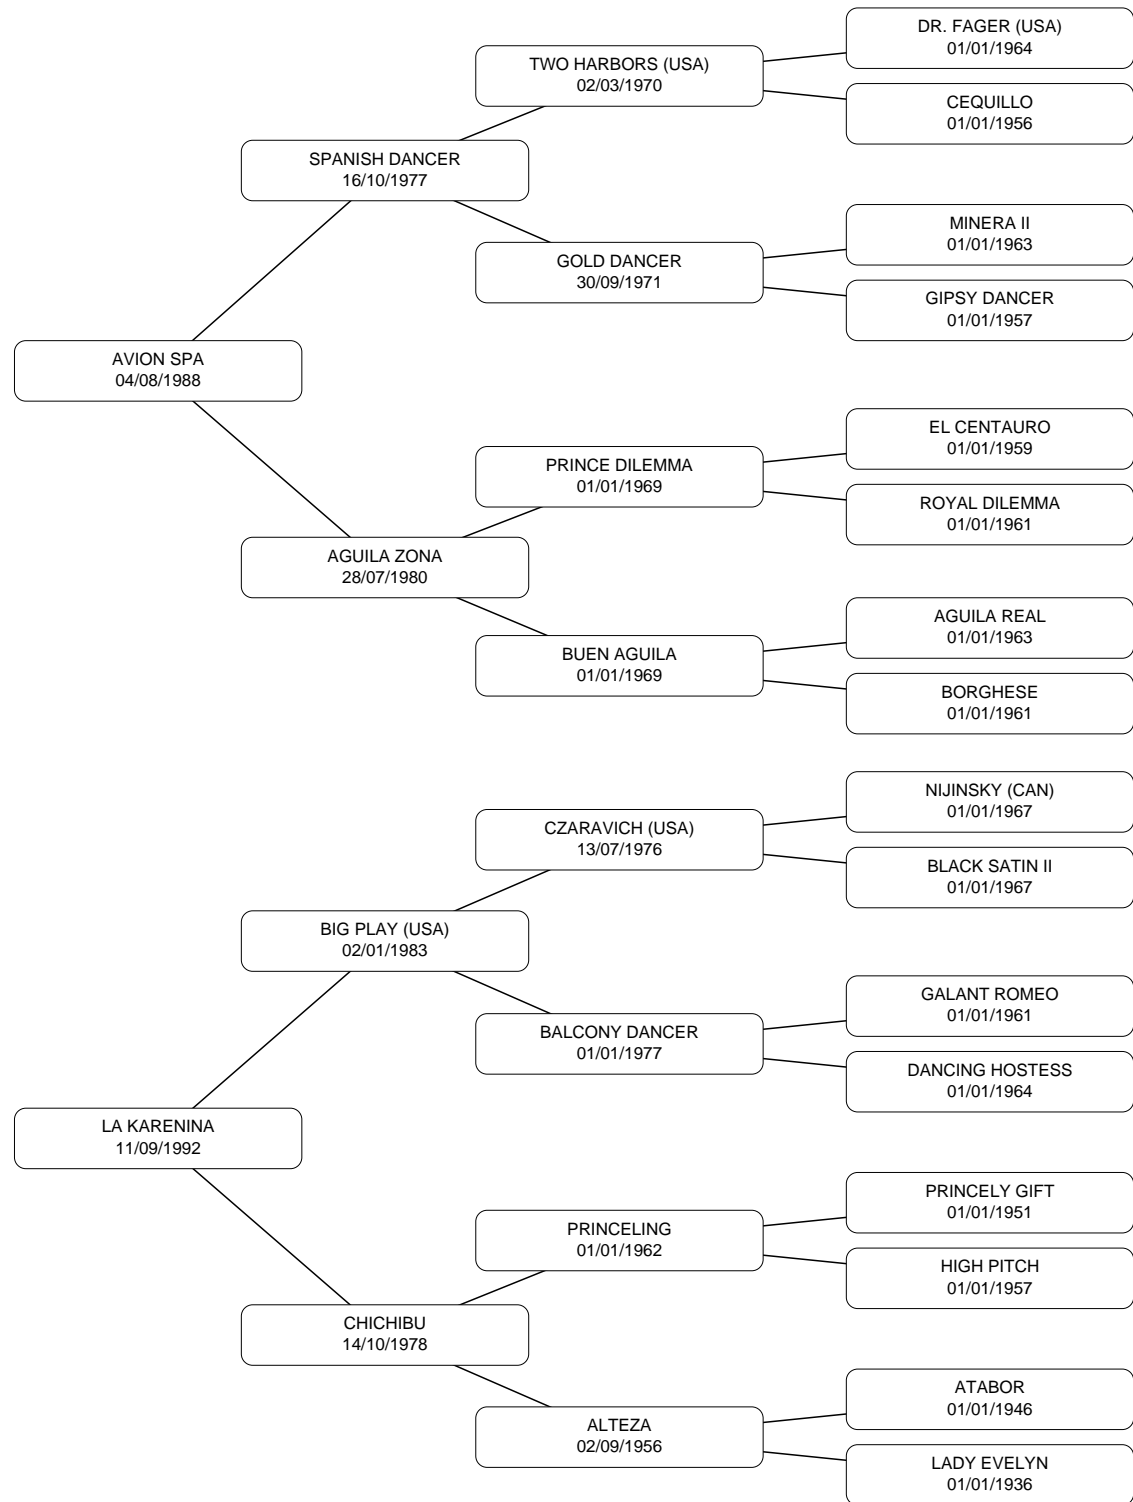 DR. FAGER (USA)
01/01/1964
TWO HARBORS (USA)
02/03/1970
CEQUILLO
01/01/1956
SPANISH DANCER
16/10/1977
MINERA II
01/01/1963
GOLD DANCER
30/09/1971
GIPSY DANCER
01/01/1957
AVION SPA
04/08/1988
EL CENTAURO
01/01/1959
PRINCE DILEMMA
01/01/1969
ROYAL DILEMMA
01/01/1961
AGUILA ZONA
28/07/1980
AGUILA REAL
01/01/1963
BUEN AGUILA
01/01/1969
BORGHESE
01/01/1961
NIJINSKY (CAN)
01/01/1967
CZARAVICH (USA)
13/07/1976
BLACK SATIN II
01/01/1967
BIG PLAY (USA)
02/01/1983
GALANT ROMEO
01/01/1961
BALCONY DANCER
01/01/1977
DANCING HOSTESS
01/01/1964
LA KARENINA
11/09/1992
PRINCELY GIFT
01/01/1951
PRINCELING
01/01/1962
HIGH PITCH
01/01/1957
CHICHIBU
14/10/1978
ATABOR
01/01/1946
ALTEZA
02/09/1956
LADY EVELYN
01/01/1936